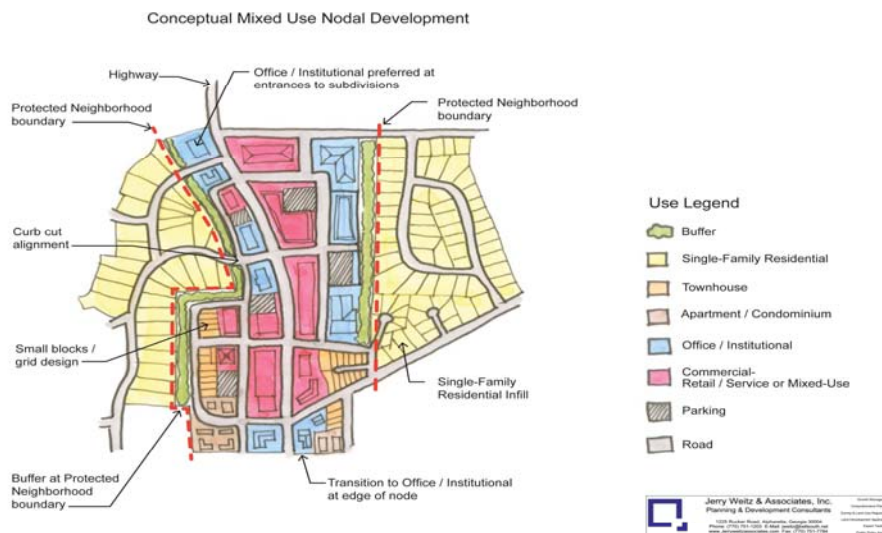 Conceptual Mixed Use Nodal Development
Highway
Office / Institutional preferred at
entrances to subdivisions
Protected Neighborhood
boundary
Protected Neighborhood
boundary
Curb cut
alignment
Small blocks /
grid design
Single-Family
Residential Infill
Buffer at Protected
Neighborhood
boundary
Transition to Office / Institutional
at edge of node
Use Legend
Buffer
Single-Family Residential
Townhouse
Apartment / Condominium
Office / Institutional
Commercial-
Retail / Service or Mixed-Use
Parking
Road
Jerry Weitz & Associates, Inc.
Planning & Development Consultants